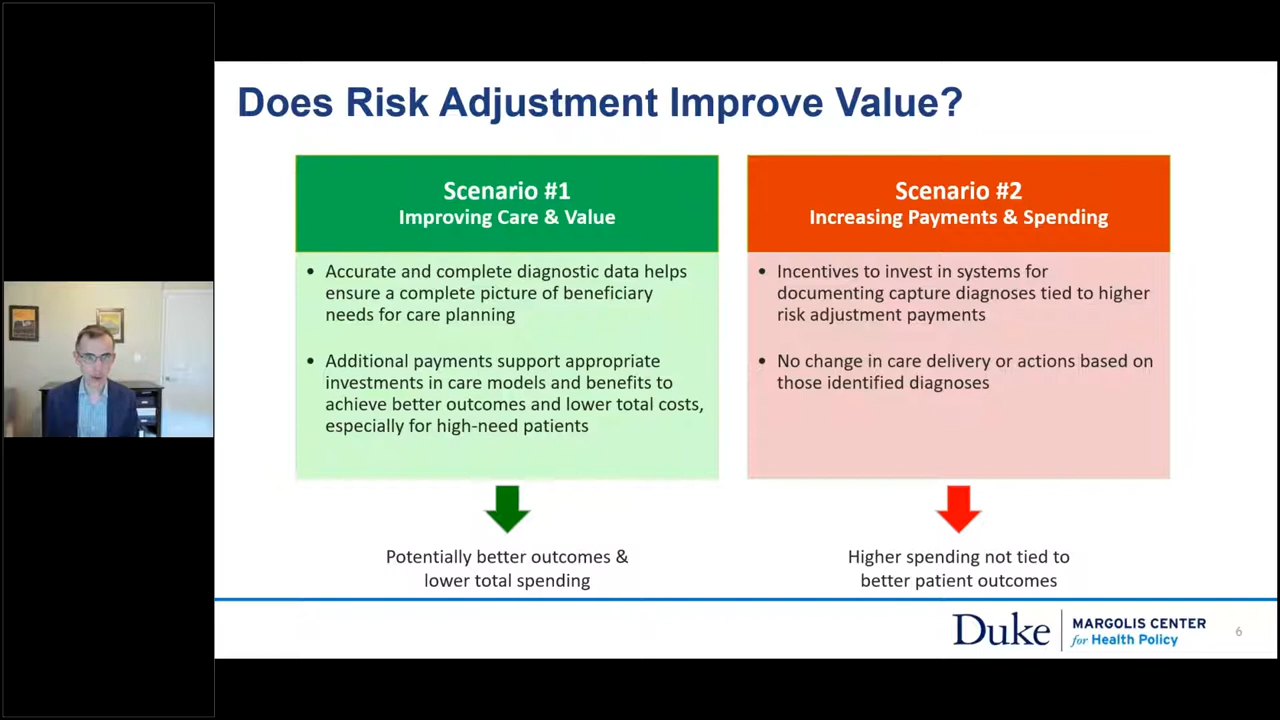 Does Risk Adjustment Improve Value?
Scenario #1
Improving Care & Value
• Accurate and complete diagnostic data helps
ensure a complete picture of beneficiary
needs for care planning
• Additional payments support appropriate
investments in care models and benefits to
achieve better outcomes and lower total costs,
especially for high-need patients
Potentially better outcomes &
lower total spending
Scenario #2
Increasing Payments & Spending
• Incentives to invest in systems for
documenting capture diagnoses tied to higher
risk adjustment payments
• No change in care delivery or actions based on
those identified diagnoses
Higher spending not tied to
better patient outcomes
Duke
MARGOLIS CENTER
for Health Policy
6